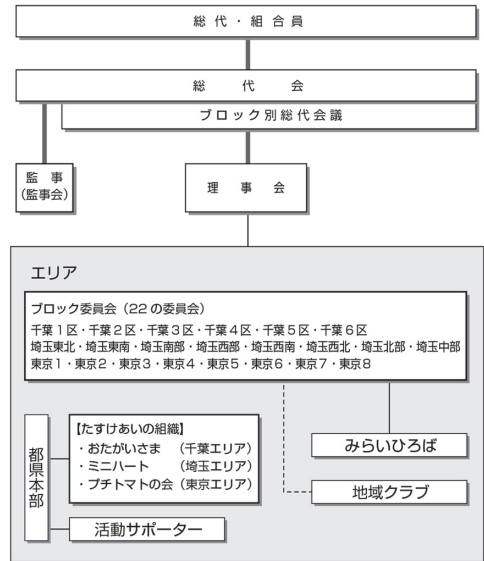 総代・組合員
総代会
ブロック別総代会議
監事
(監事会)
理事会
エリア
ブロック委員会（22の委員会）
千葉1区・千葉2区・千葉3区・千葉4区・千葉5区・千葉6区
埼玉東北・埼玉東南・埼玉南部・埼玉西部・埼玉西南・埼玉西北・埼玉北部・埼玉中部
東京1・東京2・東京3・東京4・東京5・東京6・東京7・東京8
みらいひろば
地域クラブ
都県本部
【たすけあいの組織】
・おたがいさま （千葉エリア）
・ミニハート （埼玉エリア）
・プチトマトの会（東京エリア）
活動サポーター